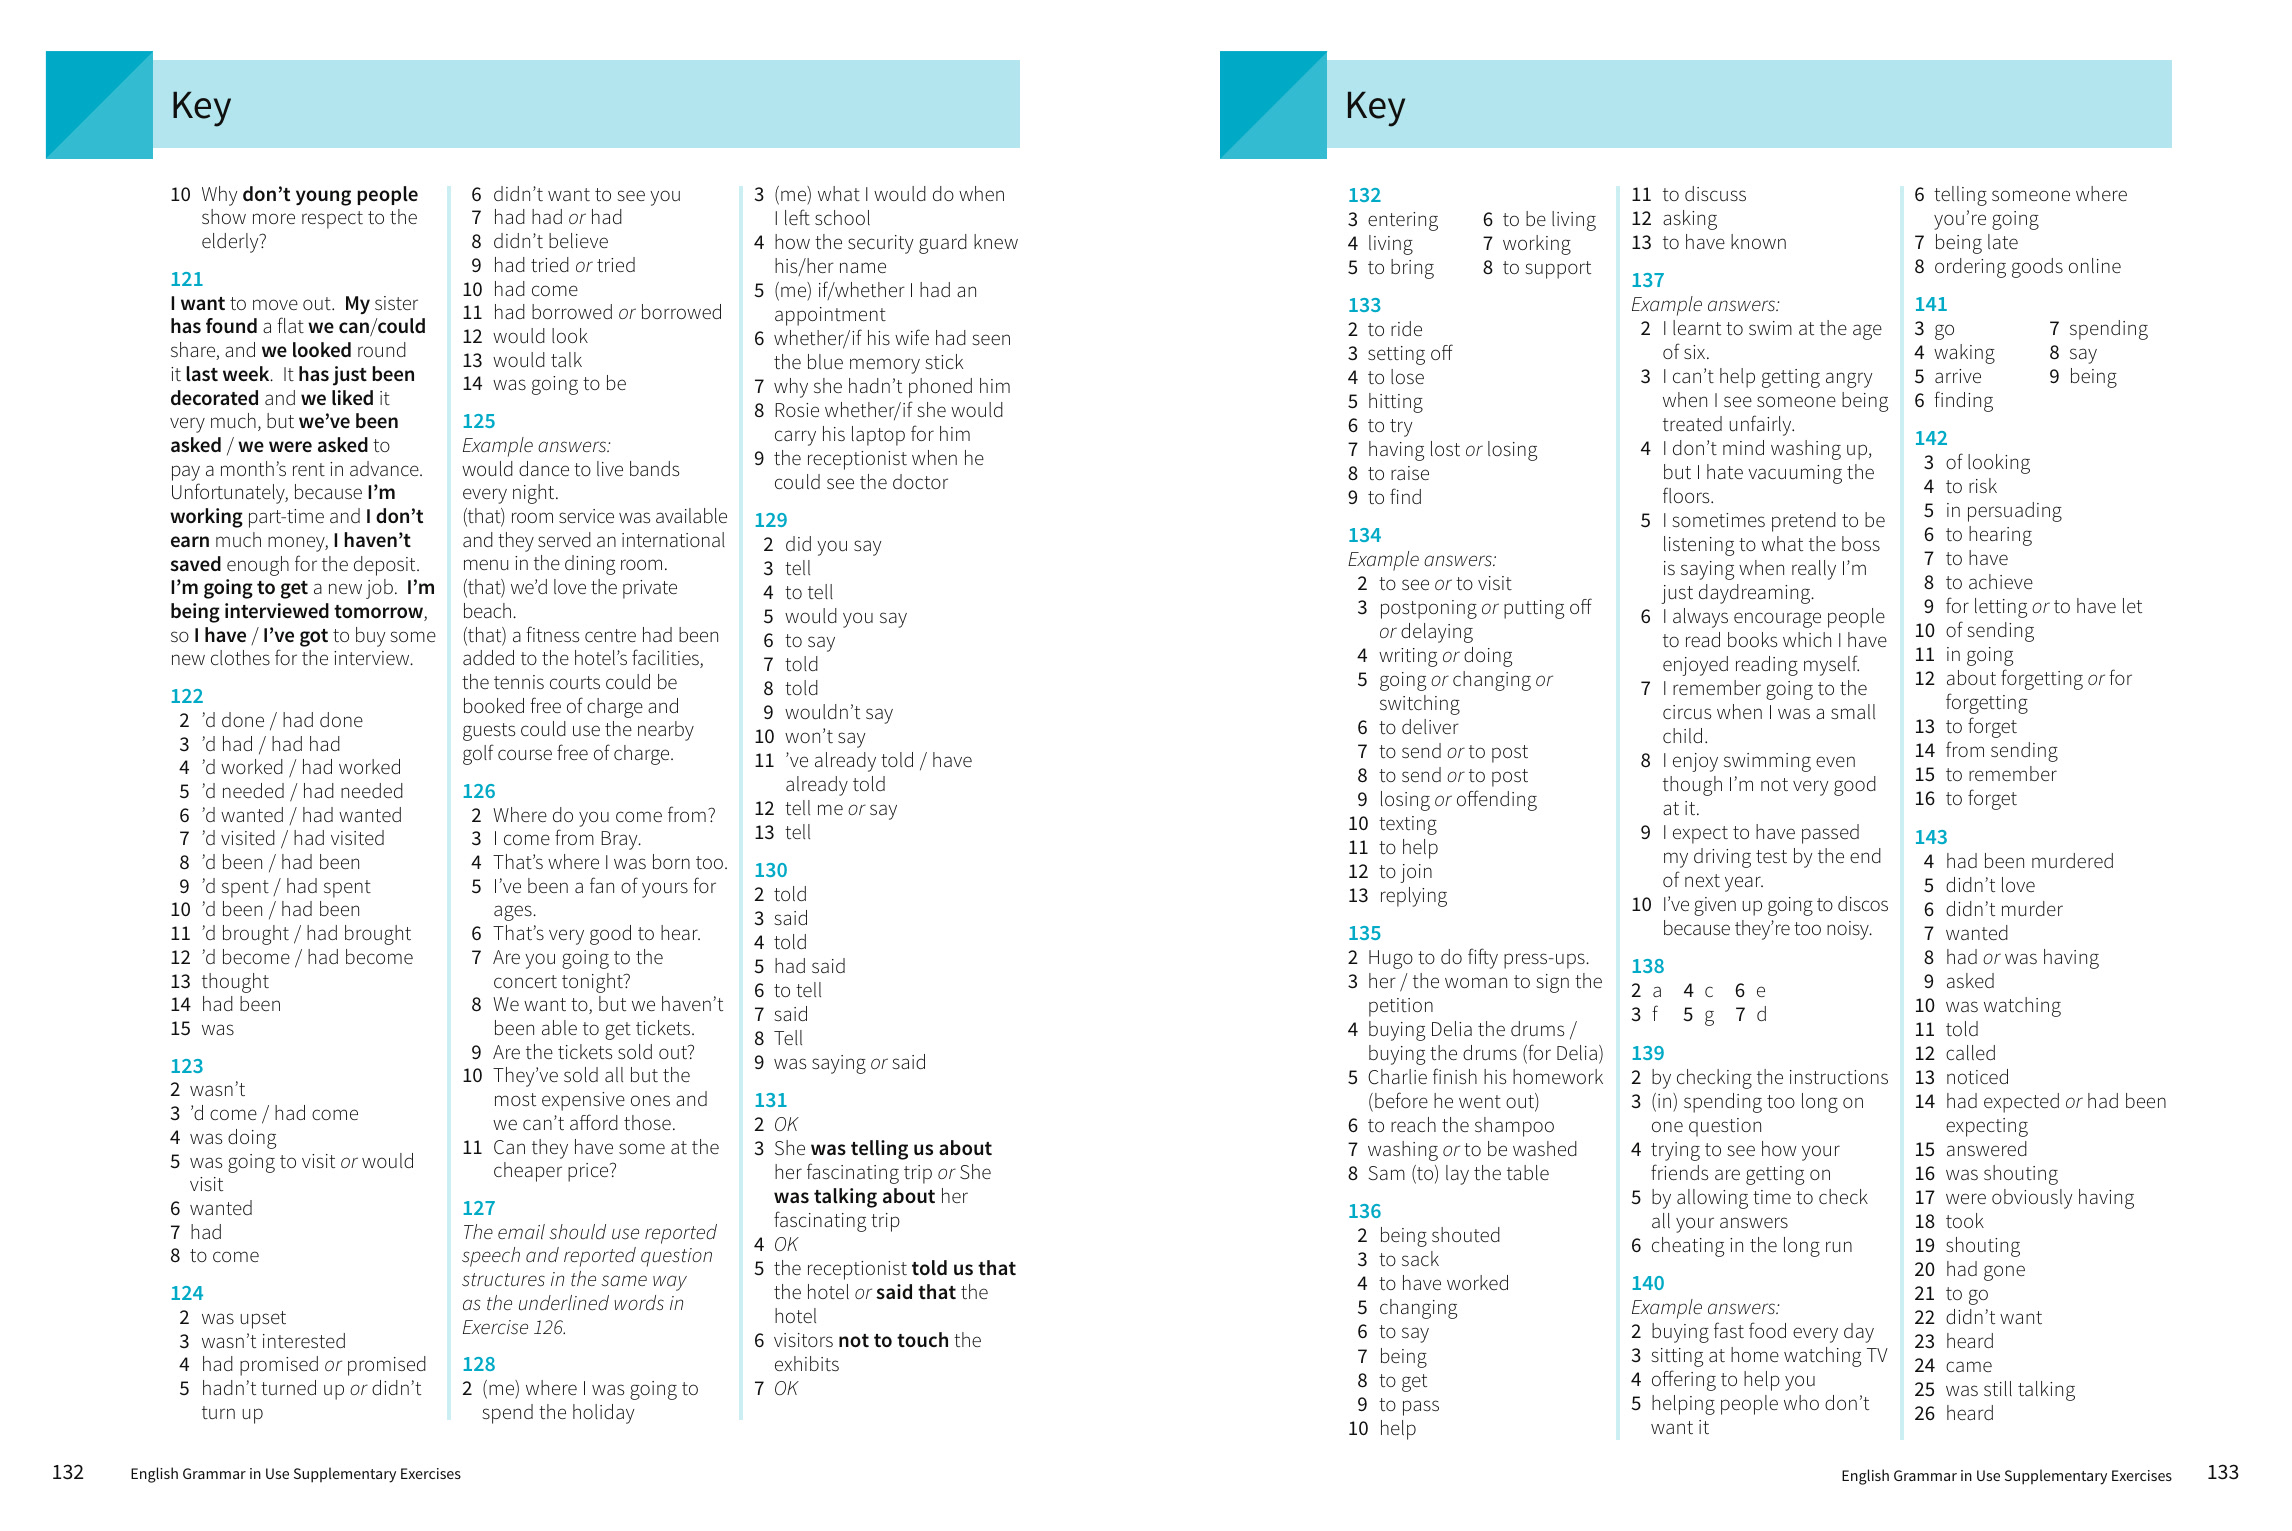 Key
10 Why don’t young people
show more respect to the
elderly?
121
I want to move out.  My sister
has found a flat we can/could
share, and we looked round
it last week.  It has just been
decorated and we liked it
very much, but we’ve been
asked / we were asked to
pay a month’s rent in advance.
Unfortunately, because I’m
working part-time and I don’t
earn much money, I haven’t
saved enough for the deposit.
I’m going to get a new job.  I’m
being interviewed tomorrow,
so I have / I’ve got to buy some
new clothes for the interview.
122
2 ’d done / had done
3 ’d had / had had
4 ’d worked / had worked
5 ’d needed / had needed
6 ’d wanted / had wanted
7 ’d visited / had visited
8 ’d been / had been
9 ’d spent / had spent
10 ’d been / had been
11 ’d brought / had brought
12 ’d become / had become
13 thought
14 had been
15 was
123
2 wasn’t
3 ’d come / had come
4 was doing
5 was going to visit or would
visit
6 wanted
7 had
8 to come
124
2 was upset
3 wasn’t interested
4 had promised or promised
5 hadn’t turned up or didn’t
turn up
6 didn’t want to see you
7 had had or had
8 didn’t believe
9 had tried or tried
10 had come
11 had borrowed or borrowed
12 would look
13 would talk
14 was going to be
125
Example answers:
would dance to live bands
every night.
(that) room service was available
and they served an international
menu in the dining room.
(that) we’d love the private
beach.
(that) a fitness centre had been
added to the hotel’s facilities,
the tennis courts could be
booked free of charge and
guests could use the nearby
golf course free of charge.
126
2 Where do you come from?
3 I come from Bray.
4 That’s where I was born too.
5 I’ve been a fan of yours for
ages.
6 That’s very good to hear.
7 Are you going to the
concert tonight?
8 We want to, but we haven’t
been able to get tickets.
9 Are the tickets sold out?
10 They’ve sold all but the
most expensive ones and
we can’t afford those.
11 Can they have some at the
cheaper price?
127
The email should use reported
speech and reported question
structures in the same way
as the underlined words in
Exercise 126.
128
2 (me) where I was going to
spend the holiday
3 (me) what I would do when
I left school
4 how the security guard knew
his/her name
5 (me) if/whether I had an
appointment
6 whether/if his wife had seen
the blue memory stick
7 why she hadn’t phoned him
8 Rosie whether/if she would
carry his laptop for him
9 the receptionist when he
could see the doctor
129
2 did you say
3 tell
4 to tell
5 would you say
6 to say
7 told
8 told
9 wouldn’t say
10 won’t say
11 ’ve already told / have
already told
12 tell me or say
13 tell
130
2 told
3 said
4 told
5 had said
6 to tell
7 said
8 Tell
9 was saying or said
131
2 OK
3 She was telling us about
her fascinating trip or She
was talking about her
fascinating trip
4 OK
5 the receptionist told us that
the hotel or said that the
hotel
6 visitors not to touch the
exhibits
7 OK
132 English Grammar in Use Supplementary Exercises
Key
132
3 entering 6 to be living
4 living 7 working
5 to bring 8 to support
133
2 to ride
3 setting off
4 to lose
5 hitting
6 to try
7 having lost or losing
8 to raise
9 to find
134
Example answers:
2 to see or to visit
3 postponing or putting off
or delaying
4 writing or doing
5 going or changing or
switching
6 to deliver
7 to send or to post
8 to send or to post
9 losing or offending
10 texting
11 to help
12 to join
13 replying
135
2 Hugo to do fifty press-ups.
3 her / the woman to sign the
petition
4 buying Delia the drums /
buying the drums (for Delia)
5 Charlie finish his homework
(before he went out)
6 to reach the shampoo
7 washing or to be washed
8 Sam (to) lay the table
136
2 being shouted
3 to sack
4 to have worked
5 changing
6 to say
7 being
8 to get
9 to pass
10 help
11 to discuss
12 asking
13 to have known
137
Example answers:
2 I learnt to swim at the age
of six.
3 I can’t help getting angry
when I see someone being
treated unfairly.
4 I don’t mind washing up,
but I hate vacuuming the
floors.
5 I sometimes pretend to be
listening to what the boss
is saying when really I’m
just daydreaming.
6 I always encourage people
to read books which I have
enjoyed reading myself.
7 I remember going to the
circus when I was a small
child.
8 I enjoy swimming even
though I’m not very good
at it.
9 I expect to have passed
my driving test by the end
of next year.
10 I’ve given up going to discos
because they’re too noisy.
138
2 a 4 c 6 e
3 f 5 g 7 d
139
2 by checking the instructions
3 (in) spending too long on
one question
4 trying to see how your
friends are getting on
5 by allowing time to check
all your answers
6 cheating in the long run
140
Example answers:
2 buying fast food every day
3 sitting at home watching TV
4 offering to help you
5 helping people who don’t
want it
6 telling someone where
you’re going
7 being late
8 ordering goods online
141
3 go 7 spending
4 waking 8 say
5 arrive 9 being
6 finding
142
3 of looking
4 to risk
5 in persuading
6 to hearing
7 to have
8 to achieve
9 for letting or to have let
10 of sending
11 in going
12 about forgetting or for
forgetting
13 to forget
14 from sending
15 to remember
16 to forget
143
4 had been murdered
5 didn’t love
6 didn’t murder
7 wanted
8 had or was having
9 asked
10 was watching
11 told
12 called
13 noticed
14 had expected or had been
expecting
15 answered
16 was shouting
17 were obviously having
18 took
19 shouting
20 had gone
21 to go
22 didn’t want
23 heard
24 came
25 was still talking
26 heard
English Grammar in Use Supplementary Exercises 133